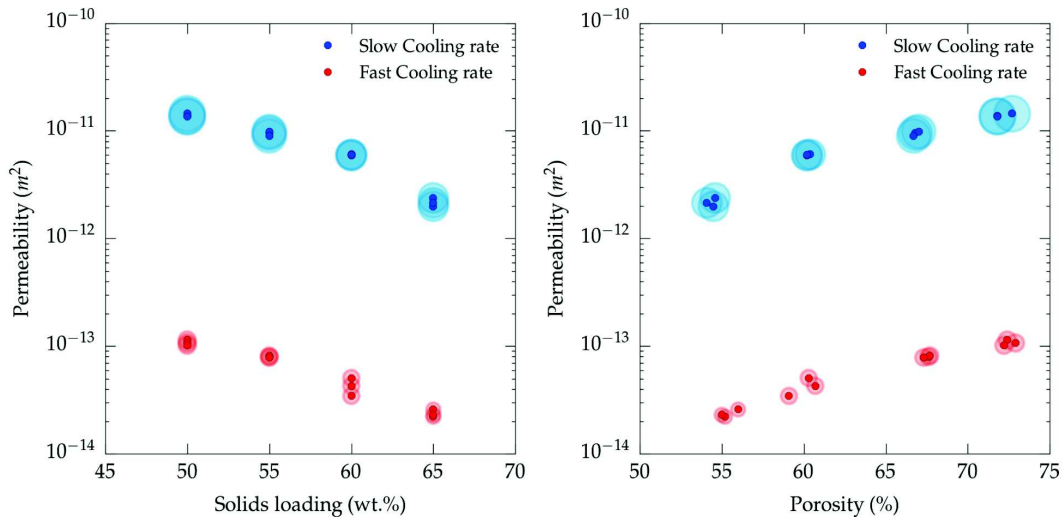 10⁻¹⁰
10⁻¹¹
10⁻¹²
10⁻¹³
10⁻¹⁴
Permeability (m²)
Slow Cooling rate
Fast Cooling rate
45 50 55 60 65 70
Solids loading (wt.%)
10⁻¹⁰
10⁻¹¹
10⁻¹²
10⁻¹³
10⁻¹⁴
Permeability (m²)
Slow Cooling rate
Fast Cooling rate
50 55 60 65 70 75
Porosity (%)